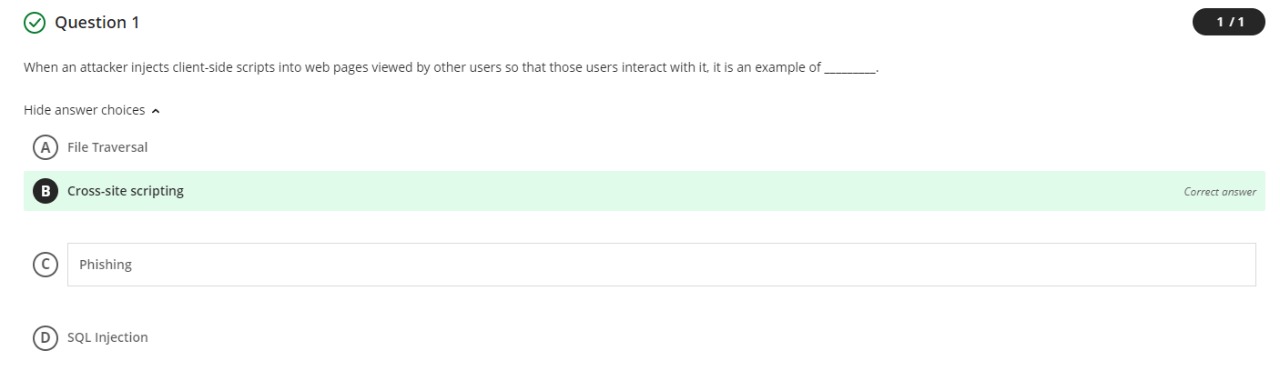 Question 1
1 / 1
When an attacker injects client-side scripts into web pages viewed by other users so that those users interact with it, it is an example of _________.
Hide answer choices
A File Traversal
B Cross-site scripting
Correct answer
C Phishing
D SQL Injection